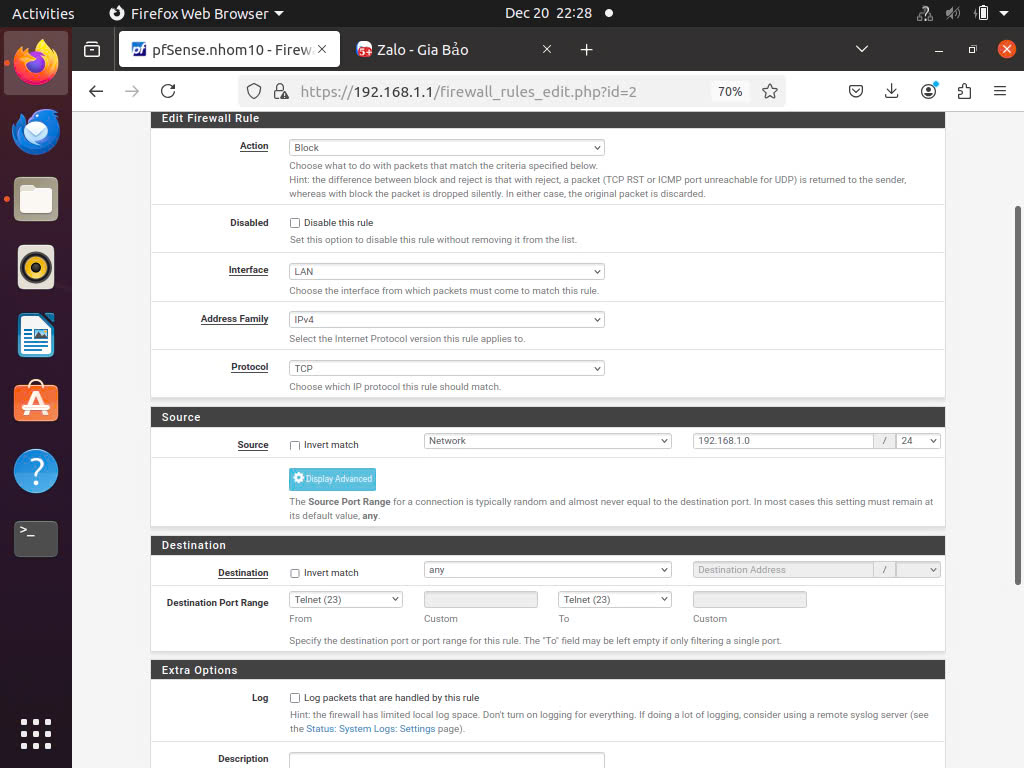 Activities
Firefox Web Browser
Dec 20 22:28
pfSense.nhom10 - Firew
Zalo - Gia Bảo
https://192.168.1.1/firewall_rules_edit.php?id=2
70%
Edit Firewall Rule
Action
Block
Choose what to do with packets that match the criteria specified below.
Hint: the difference between block and reject is that with reject, a packet (TCP RST or ICMP port unreachable for UDP) is returned to the sender,
whereas with block the packet is dropped silently. In either case, the original packet is discarded.
Disabled
Disable this rule
Set this option to disable this rule without removing it from the list.
Interface
LAN
Choose the interface from which packets must come to match this rule.
Address Family
IPv4
Select the Internet Protocol version this rule applies to.
Protocol
TCP
Choose which IP protocol this rule should match.
Source
Source
Invert match
Network
192.168.1.0
/
24
Display Advanced
The Source Port Range for a connection is typically random and almost never equal to the destination port. In most cases this setting must remain at
its default value, any.
Destination
Destination
Invert match
any
Destination Address
/
Destination Port Range
Telnet (23)
Telnet (23)
From
Custom
To
Custom
Specify the destination port or port range for this rule. The "To" field may be left empty if only filtering a single port.
Extra Options
Log
Log packets that are handled by this rule
Hint: the firewall has limited local log space. Don't turn on logging for everything. If doing a lot of logging, consider using a remote syslog server (see
the Status: System Logs: Settings page).
Description